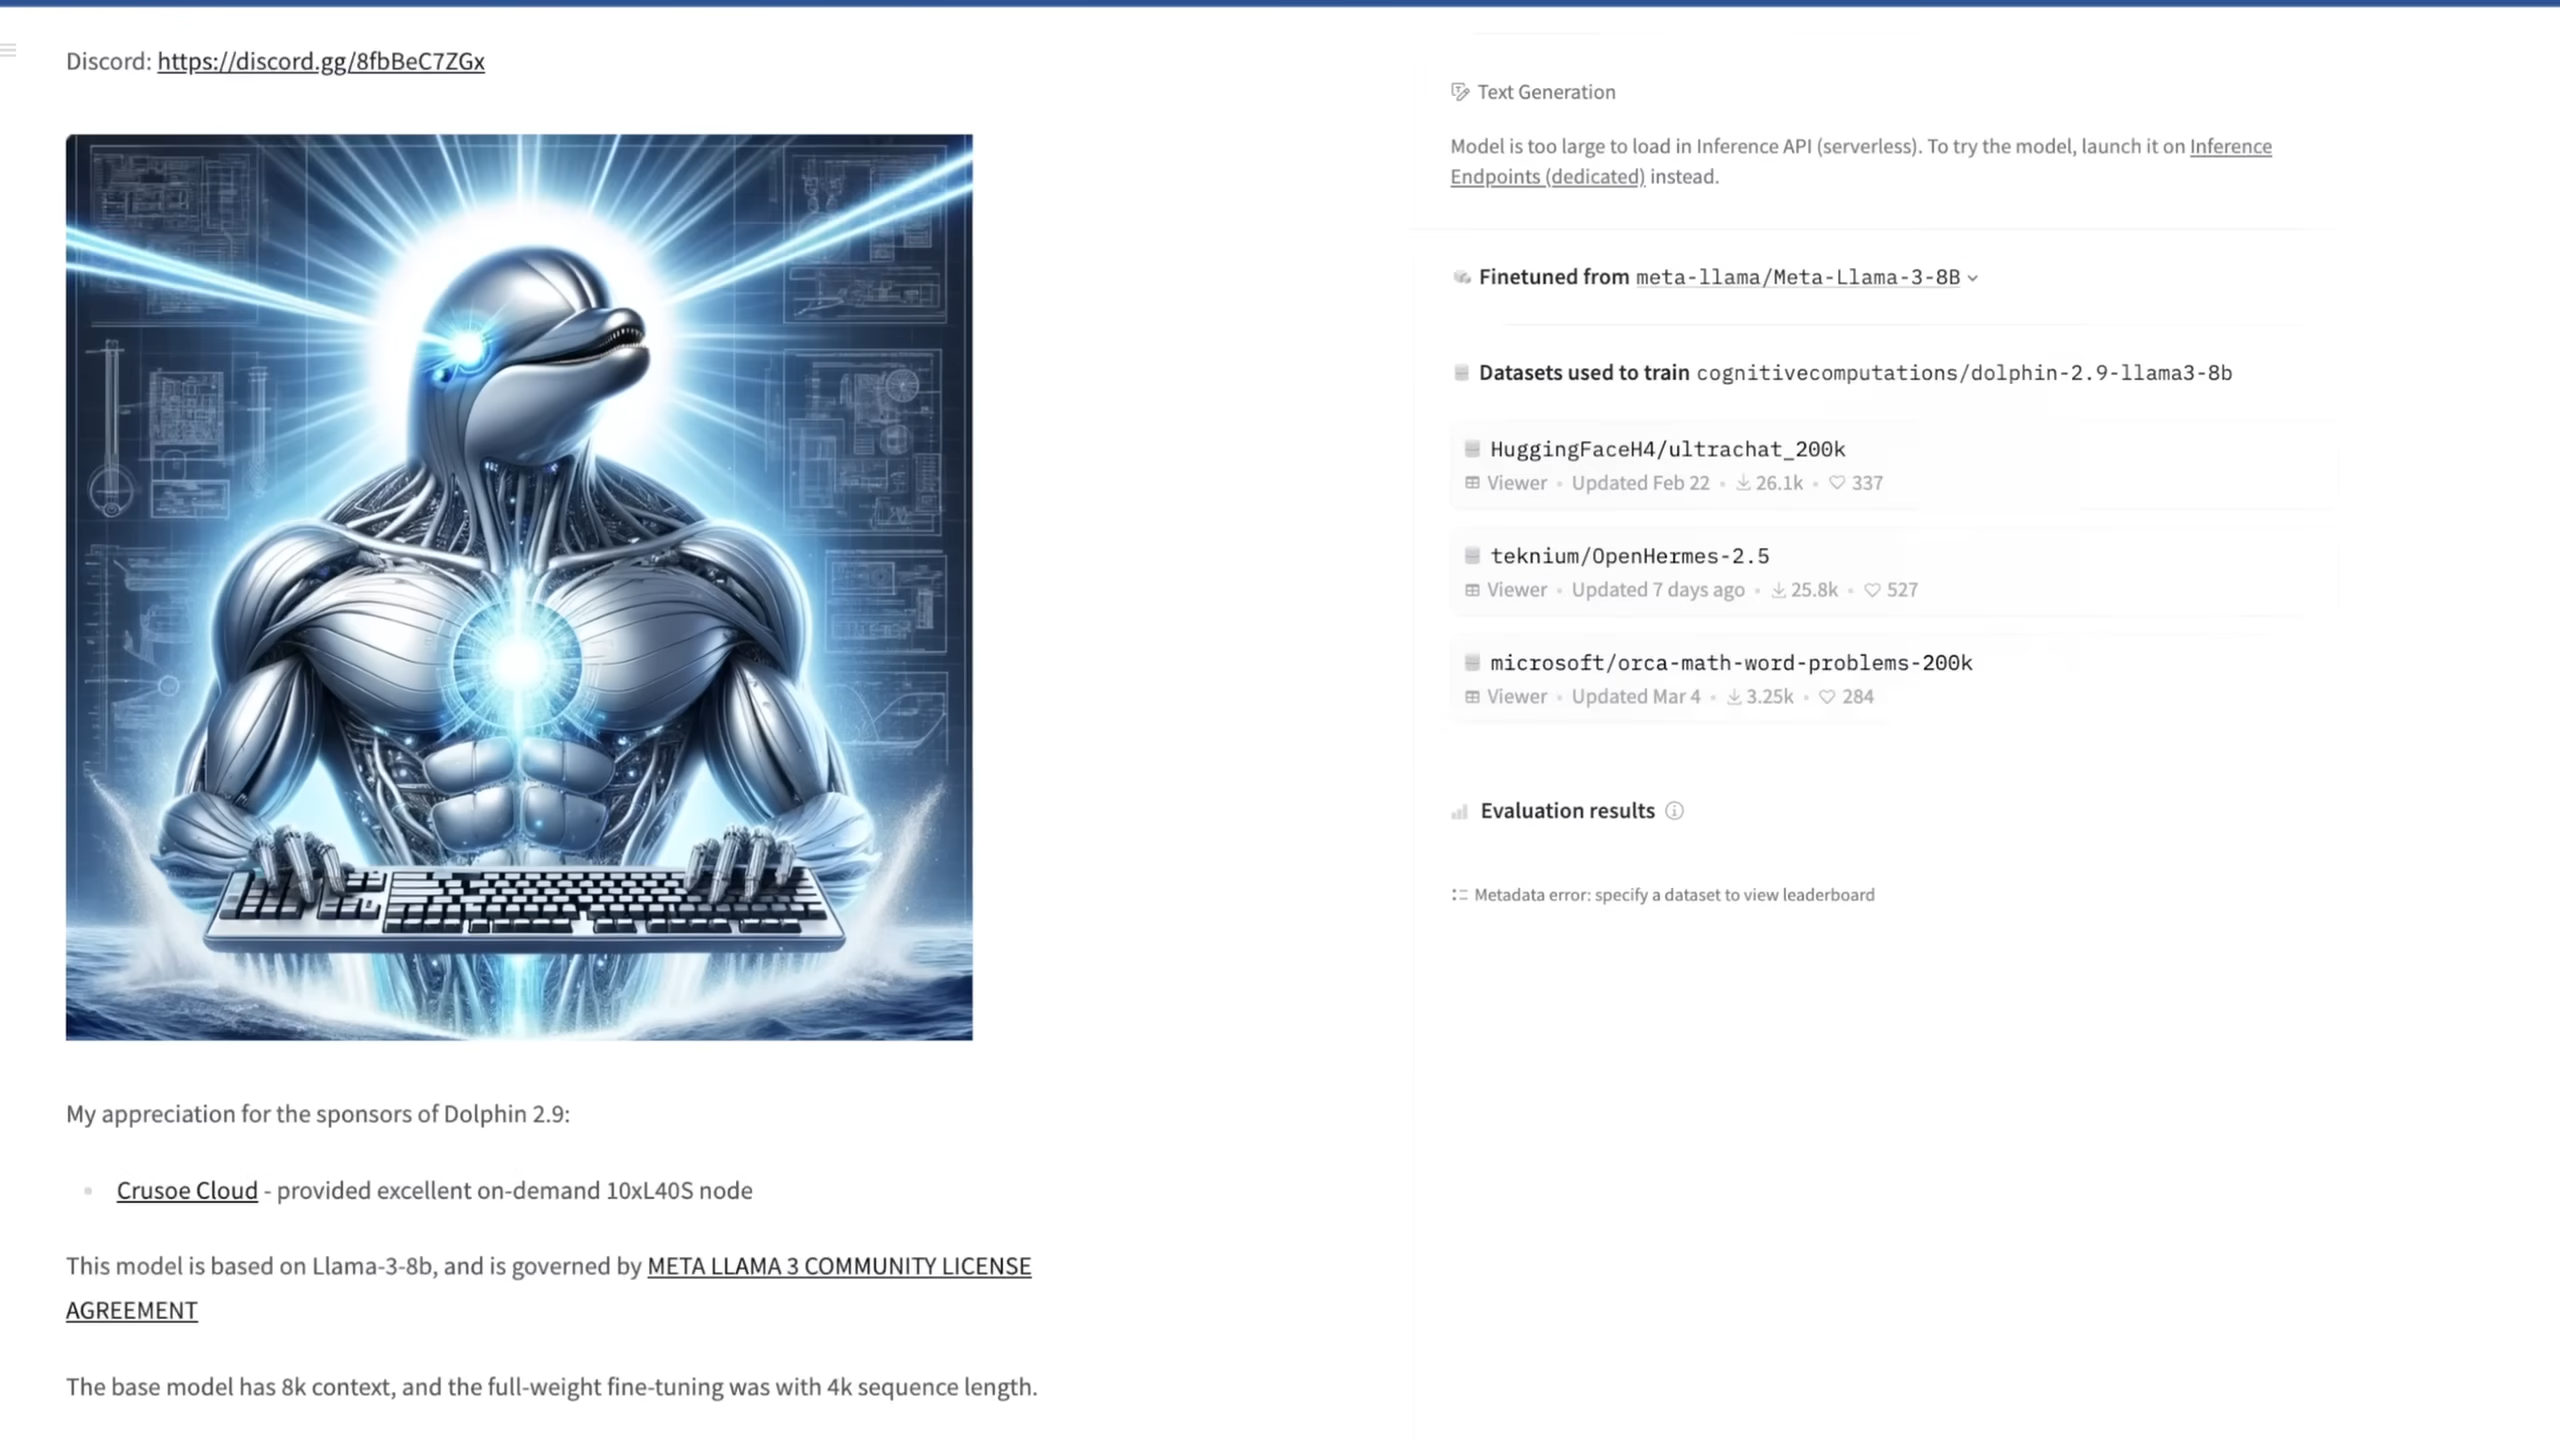 Discord: https://discord.gg/8fbBeC7ZGx
My appreciation for the sponsors of Dolphin 2.9:
Crusoe Cloud - provided excellent on-demand 10xL40S node
This model is based on Llama-3-8b, and is governed by META LLAMA 3 COMMUNITY LICENSE
AGREEMENT
The base model has 8k context, and the full-weight fine-tuning was with 4k sequence length.
Text Generation
Model is too large to load in Inference API (serverless). To try the model, launch it on Inference
Endpoints (dedicated) instead.
Finetuned from meta-llama/Meta-Llama-3-8B
Datasets used to train cognitivecomputations/dolphin-2.9-llama3-8b
HuggingFaceH4/ultrachat_200k
Viewer • Updated Feb 22 • 26.1k • 337
teknium/OpenHermes-2.5
Viewer • Updated 7 days ago • 25.8k • 527
microsoft/orca-math-word-problems-200k
Viewer • Updated Mar 4 • 3.25k • 284
Evaluation results
Metadata error: specify a dataset to view leaderboard